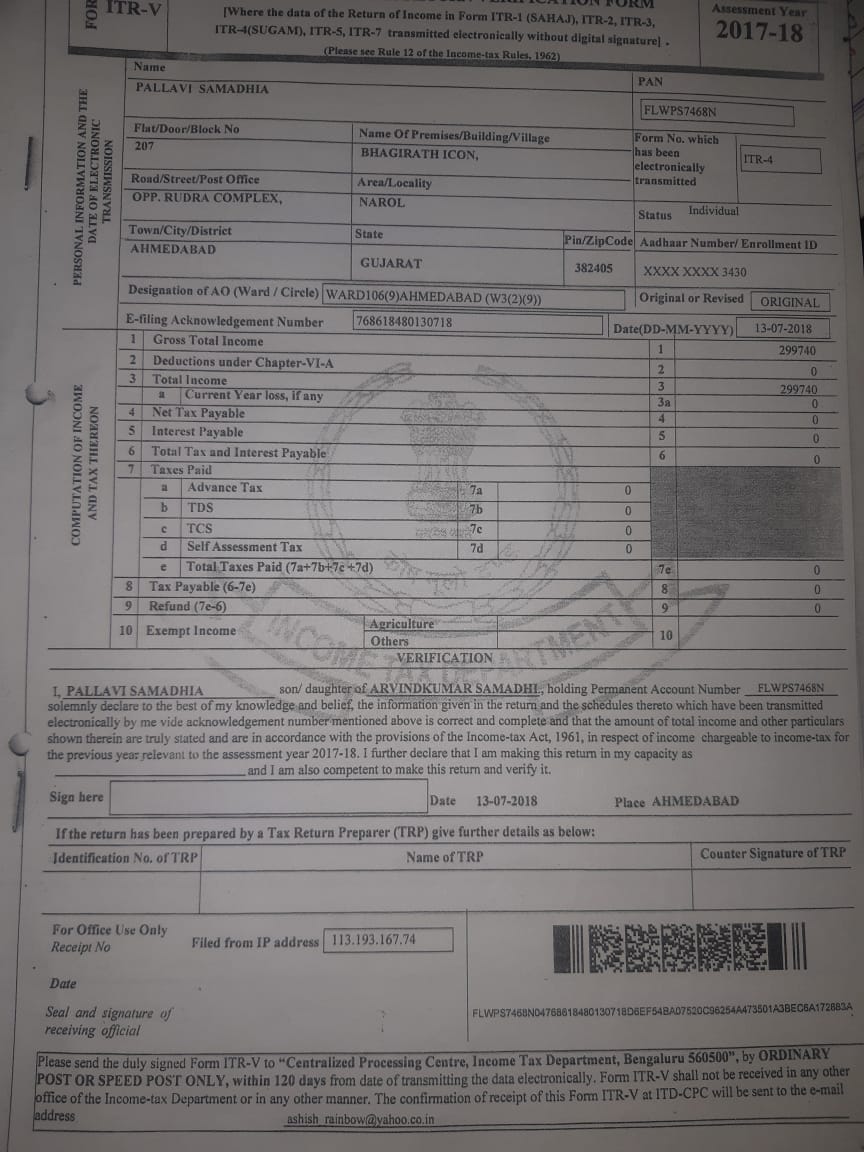 FORM
ITR-V
[Where the data of the Return of Income in Form ITR-1 (SAHAJ), ITR-2, ITR-3,
ITR-4(SUGAM), ITR-5, ITR-7 transmitted electronically without digital signature] .
(Please see Rule 12 of the Income-tax Rules, 1962)
Assessment Year
2017-18
PERSONAL INFORMATION AND THE
DATE OF ELECTRONIC
TRANSMISSION
Name
PALLAVI SAMADHIA
PAN
FLWPS7468N
Flat/Door/Block No
207
Name Of Premises/Building/Village
BHAGIRATH ICON,
Form No. which
has been
electronically
transmitted
ITR-4
Road/Street/Post Office
OPP. RUDRA COMPLEX,
Area/Locality
NAROL
Status Individual
Town/City/District
AHMEDABAD
State
GUJARAT
Pin/ZipCode
382405
Aadhaar Number/ Enrollment ID
XXXX XXXX 3430
Designation of AO (Ward / Circle) WARD106(9)AHMEDABAD (W3(2)(9))
Original or Revised ORIGINAL
E-filing Acknowledgement Number 768618480130718
Date(DD-MM-YYYY) 13-07-2018
COMPUTATION OF INCOME
AND TAX THEREON
1 Gross Total Income 1 299740
2 Deductions under Chapter-VI-A 2 0
3 Total Income 3 299740
a Current Year loss, if any 3a 0
4 Net Tax Payable 4 0
5 Interest Payable 5 0
6 Total Tax and Interest Payable 6 0
7 Taxes Paid
a Advance Tax 7a 0
b TDS 7b 0
c TCS 7c 0
d Self Assessment Tax 7d 0
e Total Taxes Paid (7a+7b+7c +7d) 7e 0
8 Tax Payable (6-7e) 8 0
9 Refund (7e-6) 9 0
10 Exempt Income
Agriculture
Others
10
INCOME TAX DEPARTMENT
VERIFICATION
I, PALLAVI SAMADHIA son/ daughter of ARVINDKUMAR SAMADHI, holding Permanent Account Number FLWPS7468N
solemnly declare to the best of my knowledge and belief, the information given in the return and the schedules thereto which have been transmitted
electronically by me vide acknowledgement number mentioned above is correct and complete and that the amount of total income and other particulars
shown therein are truly stated and are in accordance with the provisions of the Income-tax Act, 1961, in respect of income chargeable to income-tax for
the previous year relevant to the assessment year 2017-18. I further declare that I am making this return in my capacity as
and I am also competent to make this return and verify it.
Sign here
Date 13-07-2018
Place AHMEDABAD
If the return has been prepared by a Tax Return Preparer (TRP) give further details as below:
Identification No. of TRP
Name of TRP
Counter Signature of TRP
For Office Use Only
Receipt No
Filed from IP address 113.193.167.74
Date
Seal and signature of
receiving official
FLWPS7468N04768618480130718D6EF54BA07520C96254A473501A3BEC6A172883A
Please send the duly signed Form ITR-V to “Centralized Processing Centre, Income Tax Department, Bengaluru 560500”, by ORDINARY
POST OR SPEED POST ONLY, within 120 days from date of transmitting the data electronically. Form ITR-V shall not be received in any other
office of the Income-tax Department or in any other manner. The confirmation of receipt of this Form ITR-V at ITD-CPC will be sent to the e-mail
address
ashish_rainbow@yahoo.co.in